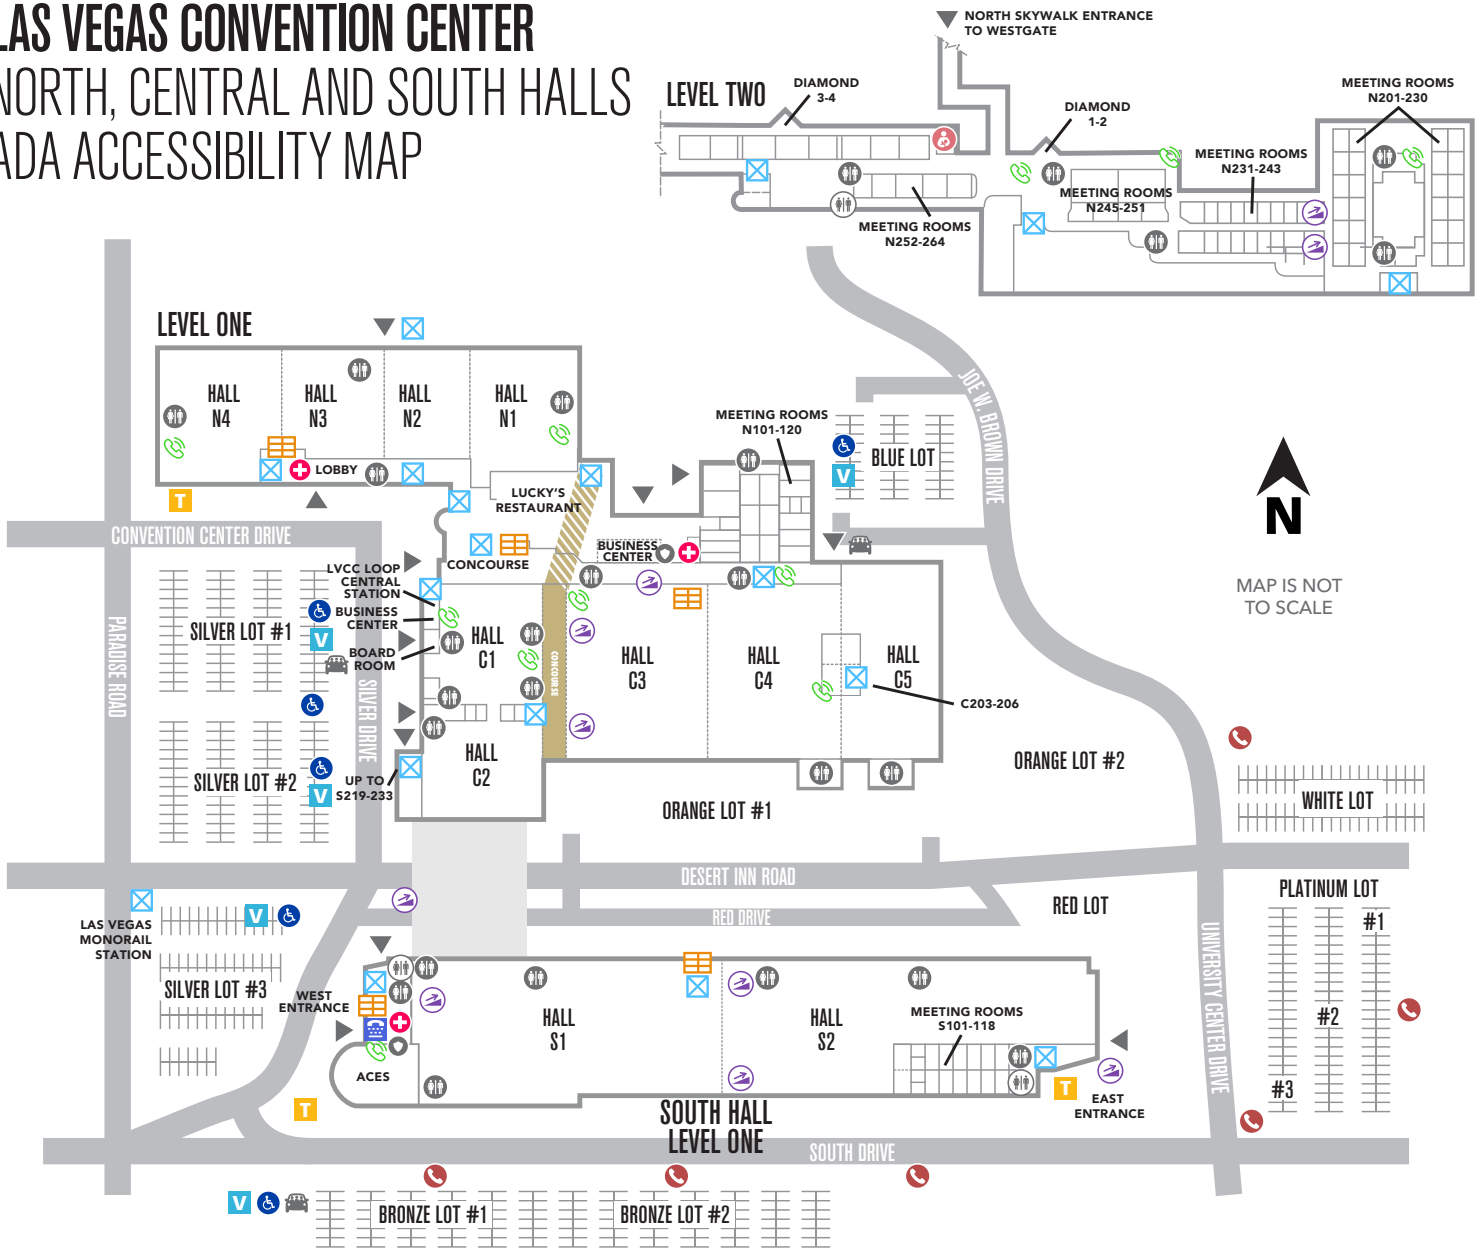 LAS VEGAS CONVENTION CENTER
NORTH, CENTRAL AND SOUTH HALLS
ADA ACCESSIBILITY MAP
NORTH SKYWALK ENTRANCE
TO WESTGATE
LEVEL TWO
DIAMOND
3-4
DIAMOND
1-2
MEETING ROOMS
N201-230
MEETING ROOMS
N231-243
MEETING ROOMS
N245-251
MEETING ROOMS
N252-264
LEVEL ONE
HALL
N4
HALL
N3
HALL
N2
HALL
N1
LOBBY
T
LUCKY'S
RESTAURANT
MEETING ROOMS
N101-120
BLUE LOT
V
JOE W. BROWN DRIVE
N
MAP IS NOT
TO SCALE
CONVENTION CENTER DRIVE
CONCOURSE
BUSINESS
CENTER
LVCC LOOP
CENTRAL
STATION
BUSINESS
CENTER
BOARD
ROOM
SILVER LOT #1
V
PARADISE ROAD
SILVER DRIVE
HALL
C1
CONCOURSE
HALL
C3
HALL
C4
HALL
C5
C203-206
HALL
C2
SILVER LOT #2
V
UP TO
S219-233
ORANGE LOT #1
ORANGE LOT #2
WHITE LOT
DESERT INN ROAD
RED DRIVE
RED LOT
PLATINUM LOT
#1
#2
#3
UNIVERSITY CENTER DRIVE
LAS VEGAS
MONORAIL
STATION
V
SILVER LOT #3
WEST
ENTRANCE
ACES
T
HALL
S1
HALL
S2
MEETING ROOMS
S101-118
T
EAST
ENTRANCE
SOUTH HALL
LEVEL ONE
SOUTH DRIVE
V
BRONZE LOT #1
BRONZE LOT #2